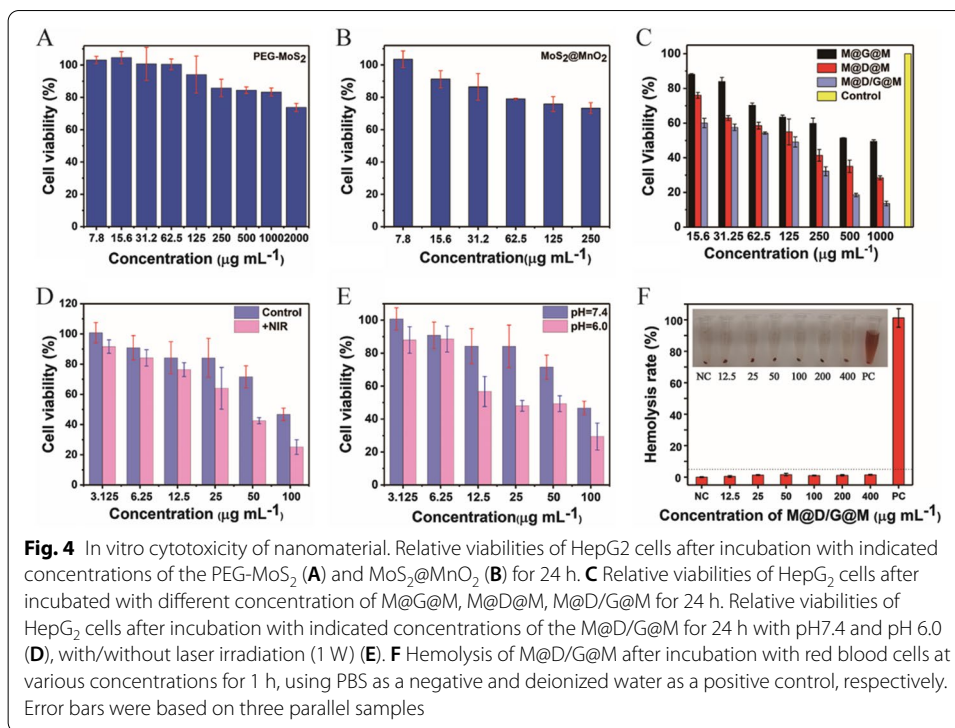 A
PEG-MoS2
Cell viability (%)
120
100
80
60
40
20
0
7.8 15.6 31.2 62.5 125 250 500 1000 2000
Concentration (μg mL-1)
B
MoS2@MnO2
Cell viability (%)
120
100
80
60
40
20
0
7.8 15.6 31.2 62.5 125 250
Concentration(μg mL-1)
C
M@G@M
M@D@M
M@D/G@M
Control
Cell Viability (%)
100
80
60
40
20
0
15.6 31.25 62.5 125 250 500 1000
Concentration (μg mL-1)
D
Control
+NIR
Cell viability (%)
120
100
80
60
40
20
0
3.125 6.25 12.5 25 50 100
Concentration (μg mL-1)
E
pH=7.4
pH=6.0
Cell viability (%)
100
80
60
40
20
0
3.125 6.25 12.5 25 50 100
Concentration(μg mL-1)
F
Hemolysis rate (%)
100
80
60
40
20
0
NC 12.5 25 50 100 200 400 PC
NC 12.5 25 50 100 200 400 PC
Concentration of M@D/G@M (μg mL-1)
Fig. 4 In vitro cytotoxicity of nanomaterial. Relative viabilities of HepG2 cells after incubation with indicated
concentrations of the PEG-MoS2 (A) and MoS2@MnO2 (B) for 24 h. C Relative viabilities of HepG2 cells after
incubated with different concentration of M@G@M, M@D@M, M@D/G@M for 24 h. Relative viabilities of
HepG2 cells after incubation with indicated concentrations of the M@D/G@M for 24 h with pH7.4 and pH 6.0
(D), with/without laser irradiation (1 W) (E). F Hemolysis of M@D/G@M after incubation with red blood cells at
various concentrations for 1 h, using PBS as a negative and deionized water as a positive control, respectively.
Error bars were based on three parallel samples